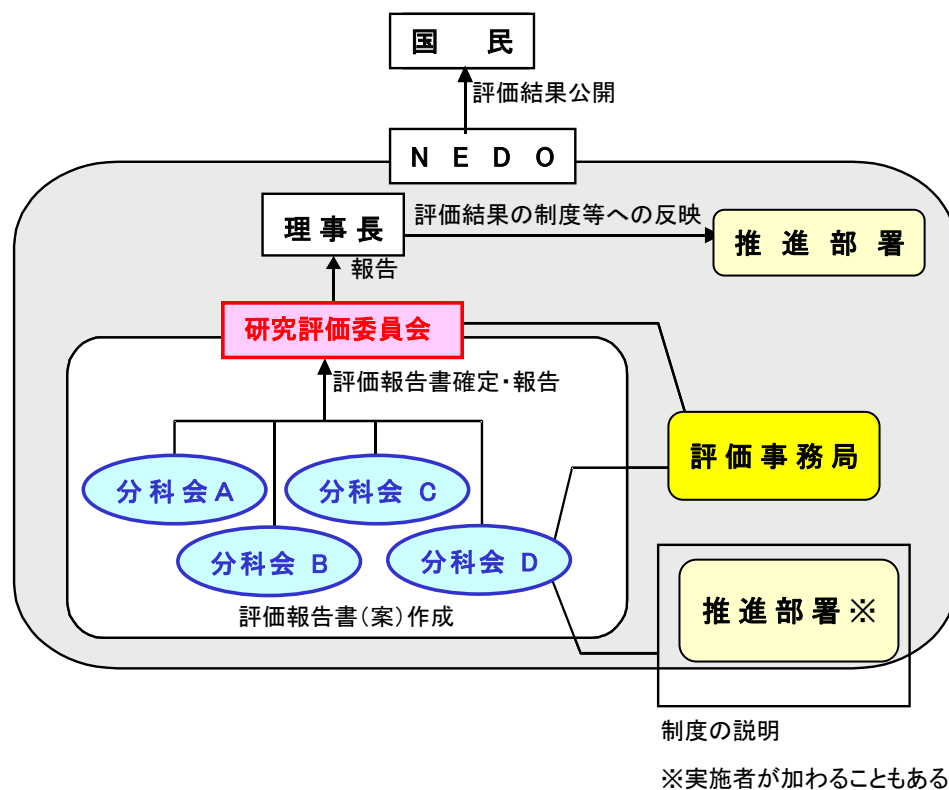 国 民
評価結果公開
N E D O
理事長
評価結果の制度等への反映
推進部署
報告
研究評価委員会
評価報告書確定・報告
評価事務局
分科会A
分科会 C
分科会 B
分科会 D
推進部署※
評価報告書(案)作成
制度の説明
※実施者が加わることもある